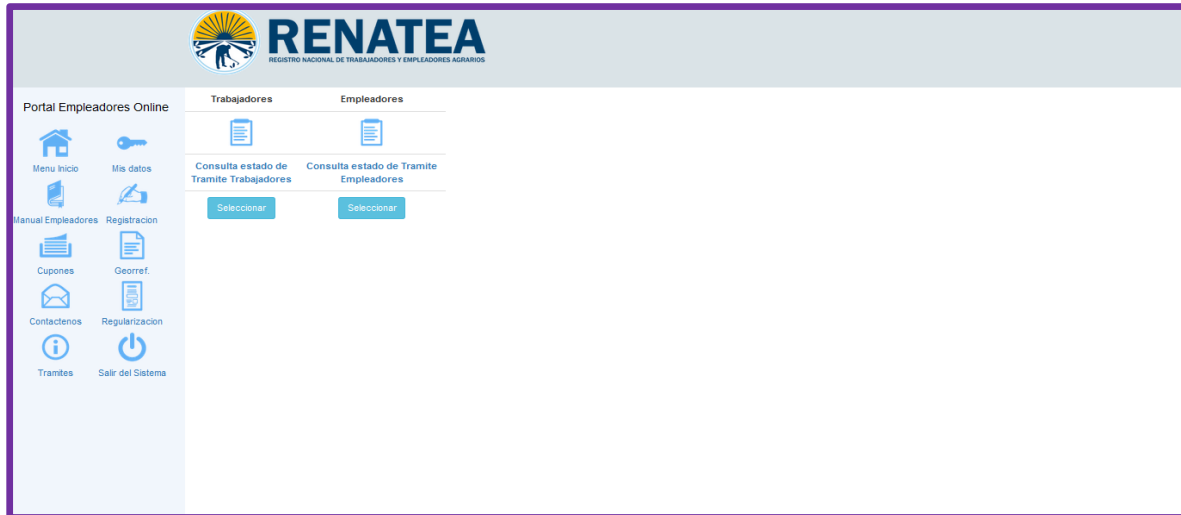 RENATEA
REGISTRO NACIONAL DE TRABAJADORES Y EMPLEADORES AGRARIOS
Portal Empleadores Online
Menu Inicio
Mis datos
Manual Empleadores
Registracion
Cupones
Georref.
Contactenos
Regularizacion
Tramites
Salir del Sistema
Trabajadores
Empleadores
Consulta estado de
Tramite Trabajadores
Consulta estado de Tramite
Empleadores
Seleccionar
Seleccionar